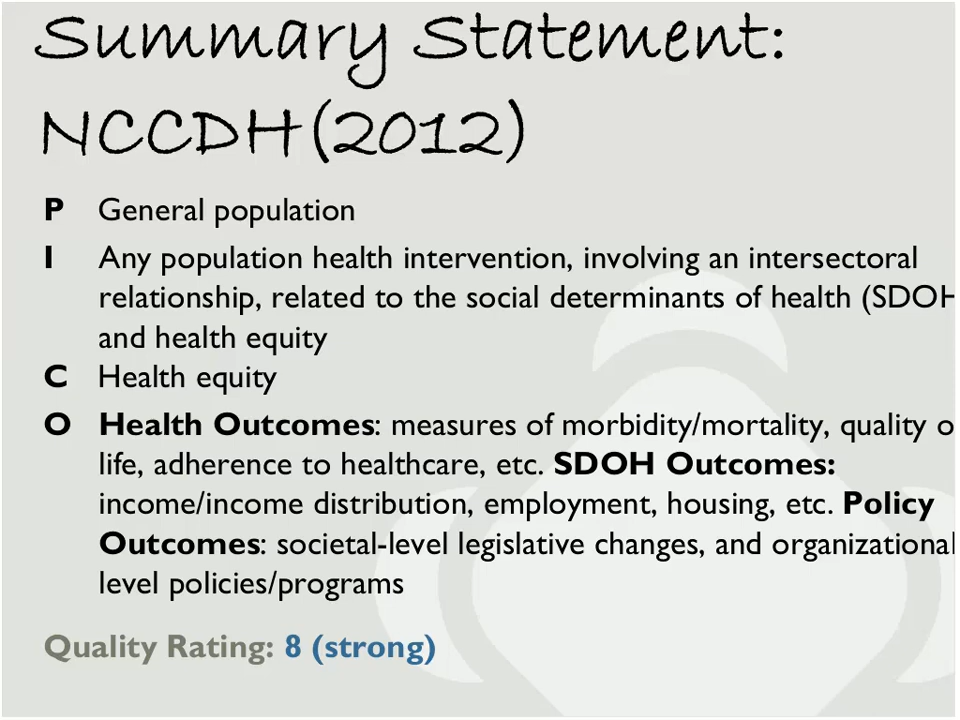 Summary Statement:
NCCDH(2012)
P General population
I Any population health intervention, involving an intersectoral
relationship, related to the social determinants of health (SDOH
and health equity
C Health equity
O Health Outcomes: measures of morbidity/mortality, quality o
life, adherence to healthcare, etc. SDOH Outcomes:
income/income distribution, employment, housing, etc. Policy
Outcomes: societal-level legislative changes, and organizational
level policies/programs
Quality Rating: 8 (strong)